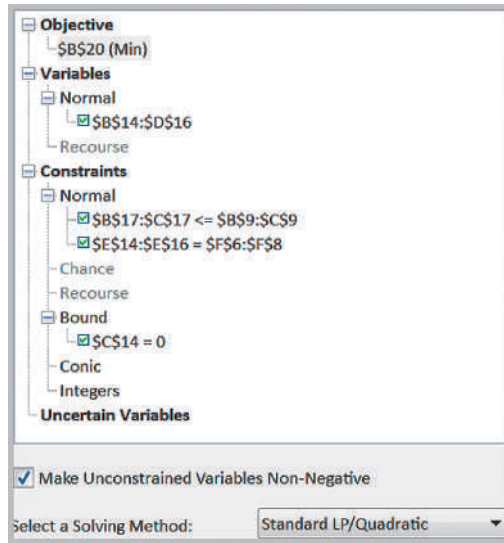 Objective
$B$20 (Min)
Variables
Normal
$B$14:$D$16
Recourse
Constraints
Normal
$B$17:$C$17 <= $B$9:$C$9
$E$14:$E$16 = $F$6:$F$8
Chance
Recourse
Bound
$C$14 = 0
Conic
Integers
Uncertain Variables
Make Unconstrained Variables Non-Negative
Select a Solving Method: Standard LP/Quadratic